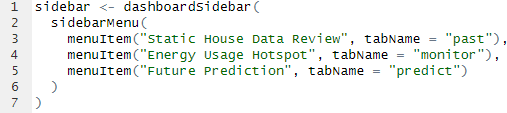 1 sidebar <- dashboardSidebar(
2   sidebarMenu(
3     menuItem("Static House Data Review", tabName = "past"),
4     menuItem("Energy Usage Hotspot", tabName = "monitor"),
5     menuItem("Future Prediction", tabName = "predict")
6   )
7 )